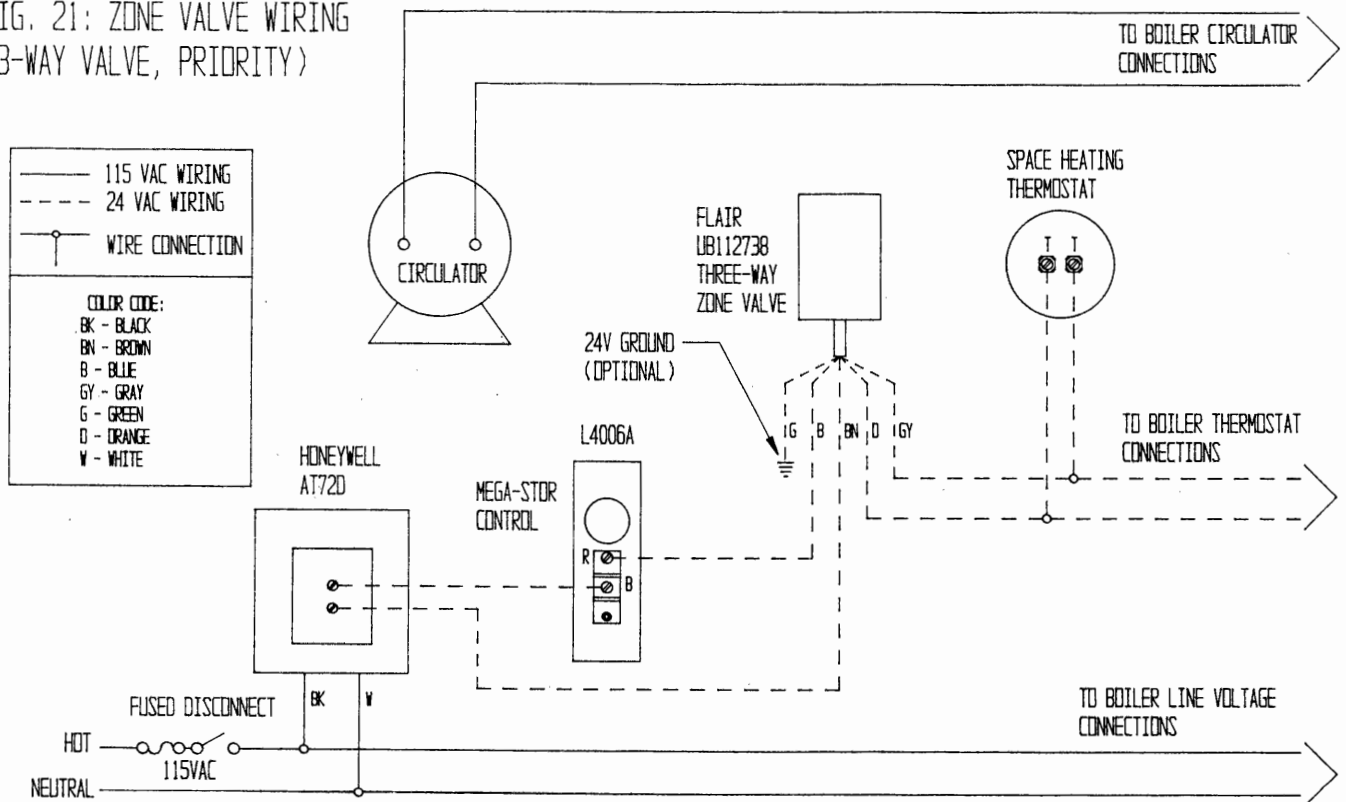 IG. 21: ZONE VALVE WIRING
3-WAY VALVE, PRIORITY)
TO BOILER CIRCULATOR
CONNECTIONS
115 VAC WIRING
24 VAC WIRING
WIRE CONNECTION
COLOR CODE:
BK - BLACK
BN - BROWN
B - BLUE
GY - GRAY
G - GREEN
O - ORANGE
W - WHITE
CIRCULATOR
FLAIR
UB112738
THREE-WAY
ZONE VALVE
SPACE HEATING
THERMOSTAT
T T
24V GROUND
(OPTIONAL)
G B BN O GY
TO BOILER THERMOSTAT
CONNECTIONS
L4006A
MEGA-STOR
CONTROL
R
B
HONEYWELL
AT72D
BK W
FUSED DISCONNECT
HOT
115VAC
NEUTRAL
TO BOILER LINE VOLTAGE
CONNECTIONS